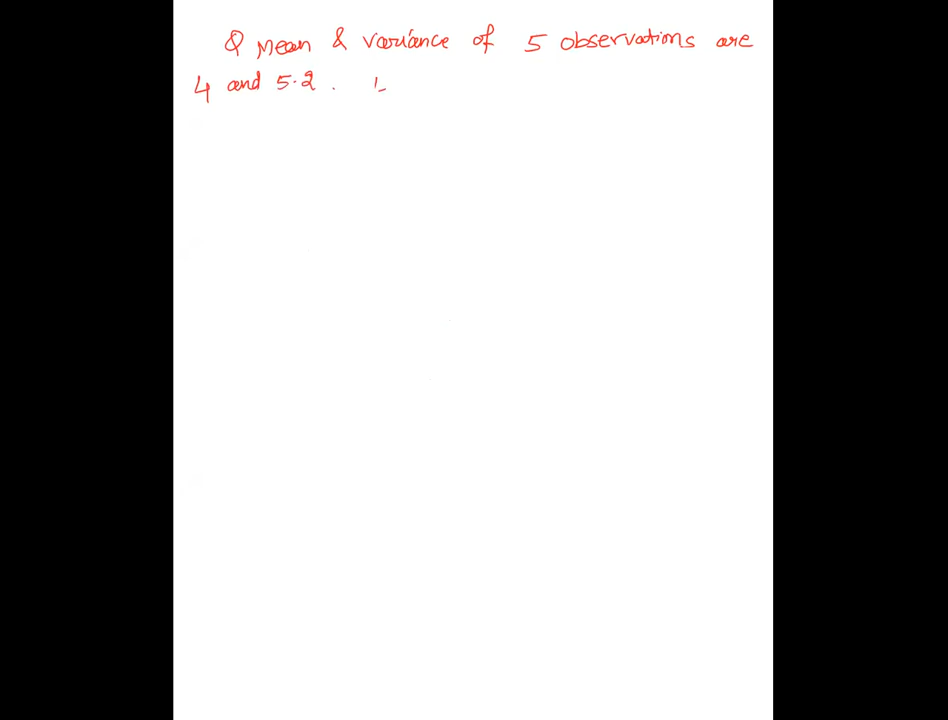 Q Mean & variance of 5 observations are
4 and 5.2 .